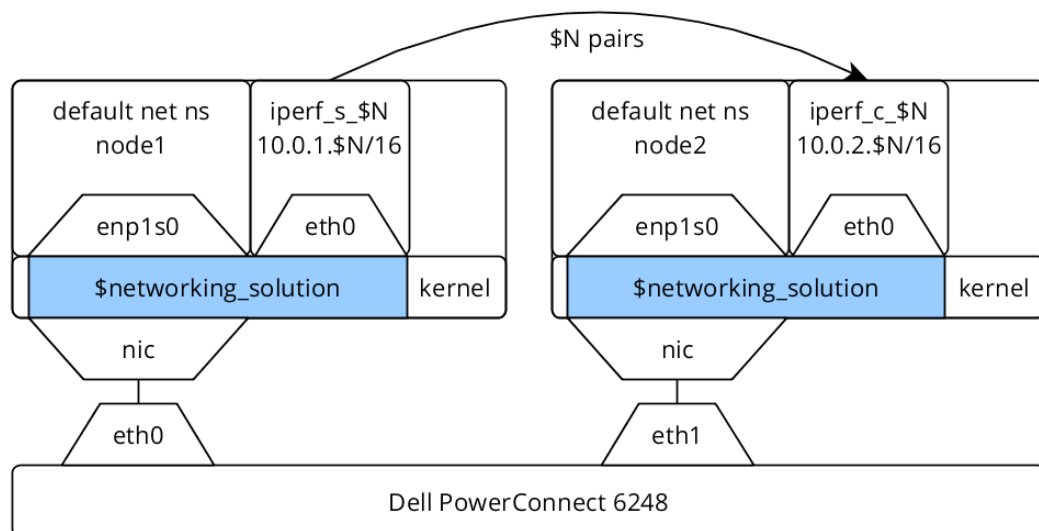 $N pairs
default net ns
node1
iperf_s_$N
10.0.1.$N/16
default net ns
node2
iperf_c_$N
10.0.2.$N/16
enp1s0
eth0
enp1s0
eth0
$networking_solution
kernel
$networking_solution
kernel
nic
nic
eth0
eth1
Dell PowerConnect 6248